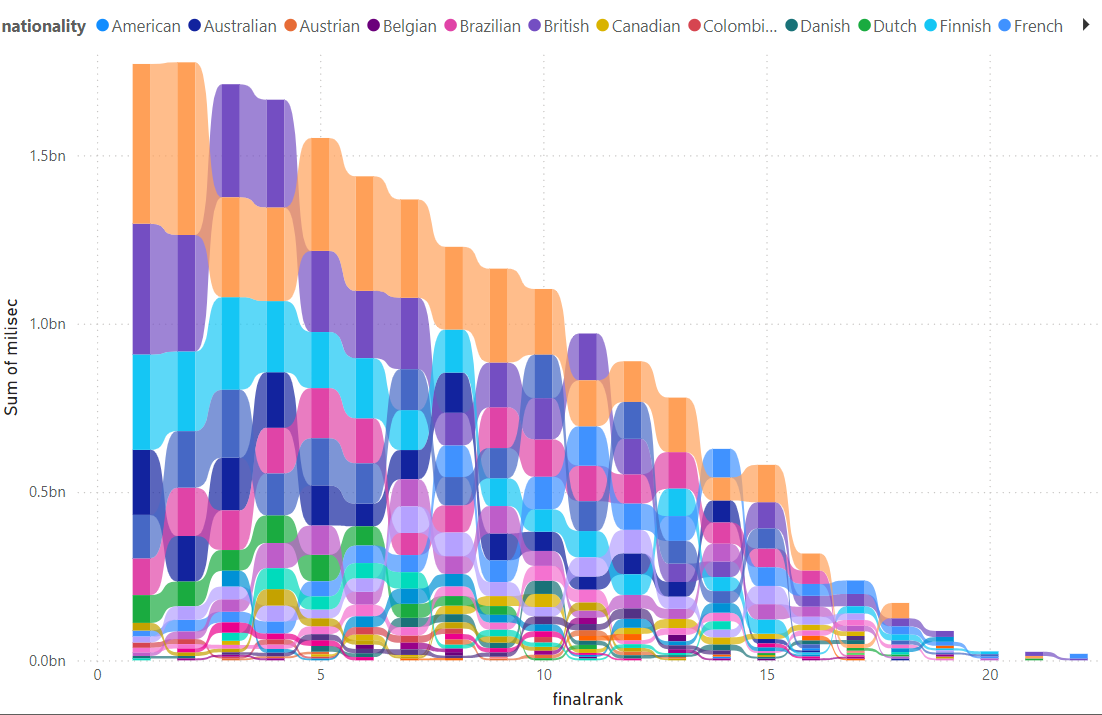 nationality American Australian Austrian Belgian Brazilian British Canadian Colombi... Danish Dutch Finnish French
1.5bn
1.0bn
0.5bn
0.0bn
Sum of milisec
0 5 10 15 20
finalrank